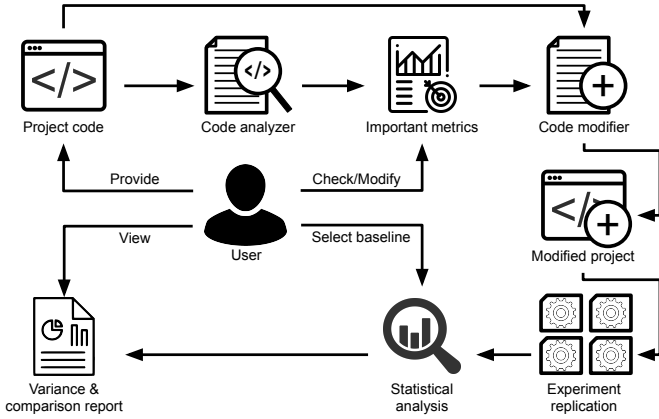 Project code
Code analyzer
Important metrics
Code modifier
Provide
Check/Modify
View
User
Select baseline
Modified project
Variance &
comparison report
Statistical
analysis
Experiment
replication